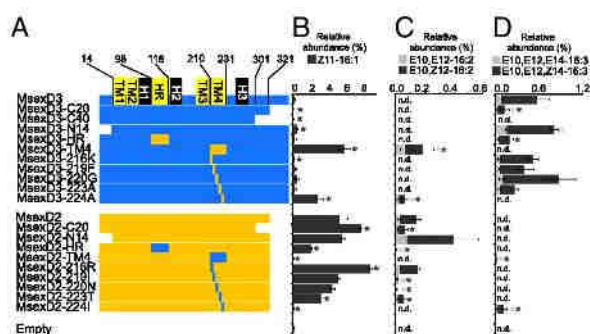 A
B
C
D
Relative abundance (%)
Z11-16:1
Relative abundance (%)
E10,E12-16:2
E10,Z12-16:2
Relative abundance (%)
E10,E12,E14-16:3
E10,E12,Z14-16:3
14 98 116 210 231 301 321
TM1 TM2 H1 HR H2 TM3 TM4 H3
MsexD3
MsexD3-C20
MsexD3-C40
MsexD3-N14
MsexD3-HR
MsexD3-TM4
MsexD3-216K
MsexD3-220G
MsexD3-223A
MsexD3-224A
MsexD2
MsexD2-C20
MsexD2-N14
MsexD2-HR
MsexD2-TM4
MsexD2-216R
MsexD2-219I
MsexD2-220N
MsexD2-223T
MsexD2-224I
Empty
0 2 4 6 8
0 0.2 0.4 0.6
0 0.6 1.2